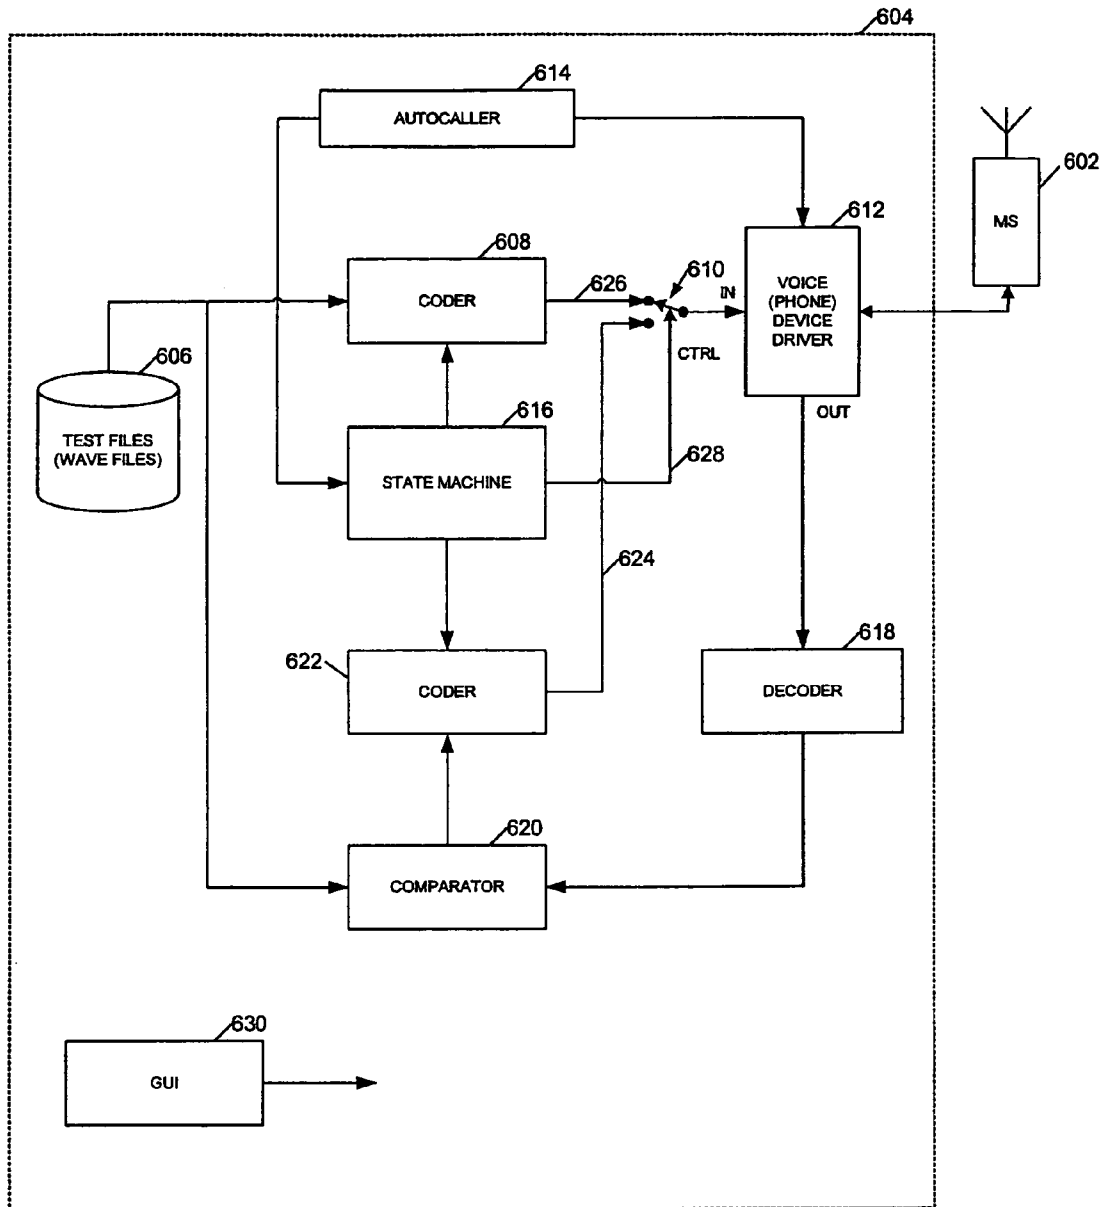 604
614
AUTOCALLER
602
MS
612
VOICE
(PHONE)
DEVICE
DRIVER
608
CODER
626
610
IN
CTRL
OUT
606
TEST FILES
(WAVE FILES)
616
STATE MACHINE
628
624
618
DECODER
622
CODER
620
COMPARATOR
630
GUI